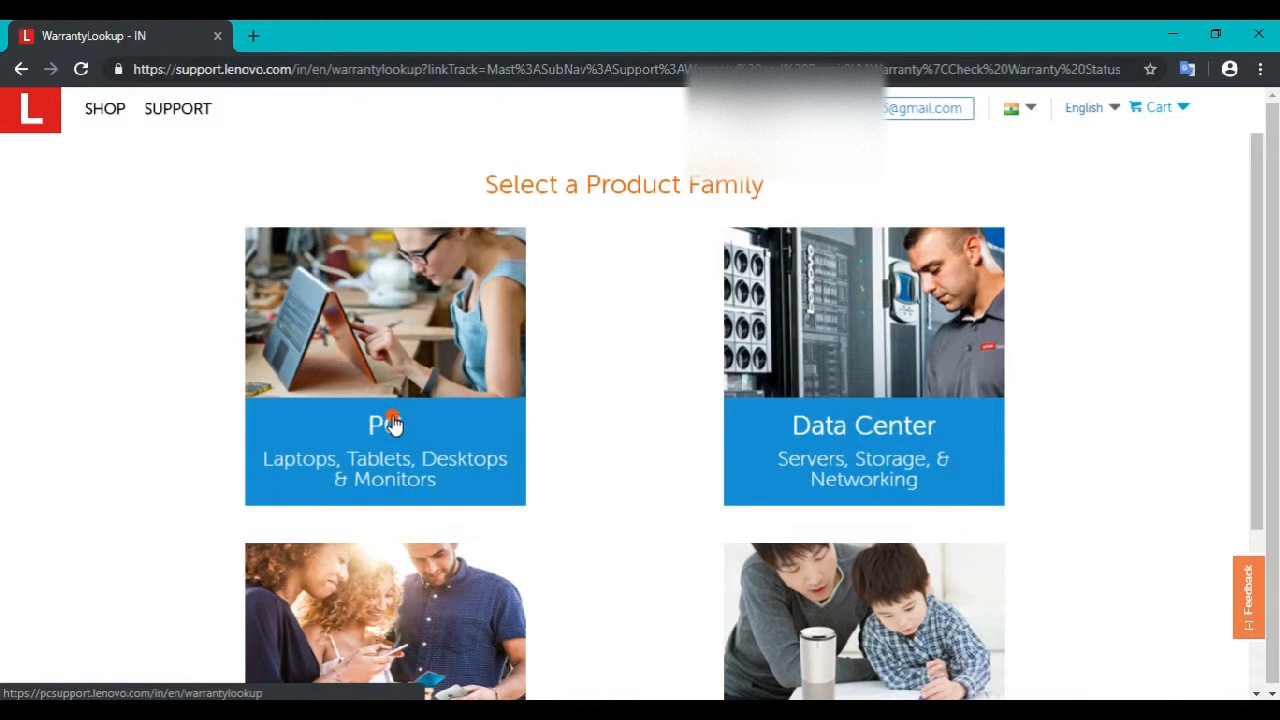 L WarrantyLookup - IN
https://support.lenovo.com/in/en/warrantylookup?linkTrack=Mast%3ASubNav%3ASupport%3A Warranty%7CCheck%20Warranty%20Status
L SHOP SUPPORT @gmail.com English Cart
Select a Product Family
PC
Laptops, Tablets, Desktops
& Monitors
Data Center
Servers, Storage, &
Networking
lenovo
[-] Feedback
https://pcsupport.lenovo.com/in/en/warrantylookup